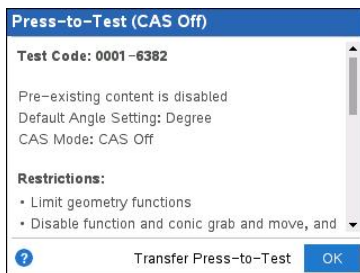 Press-to-Test (CAS Off)
Test Code: 0001-6382
Pre-existing content is disabled
Default Angle Setting: Degree
CAS Mode: CAS Off
Restrictions:
• Limit geometry functions
• Disable function and conic grab and move, and
? Transfer Press-to-Test OK